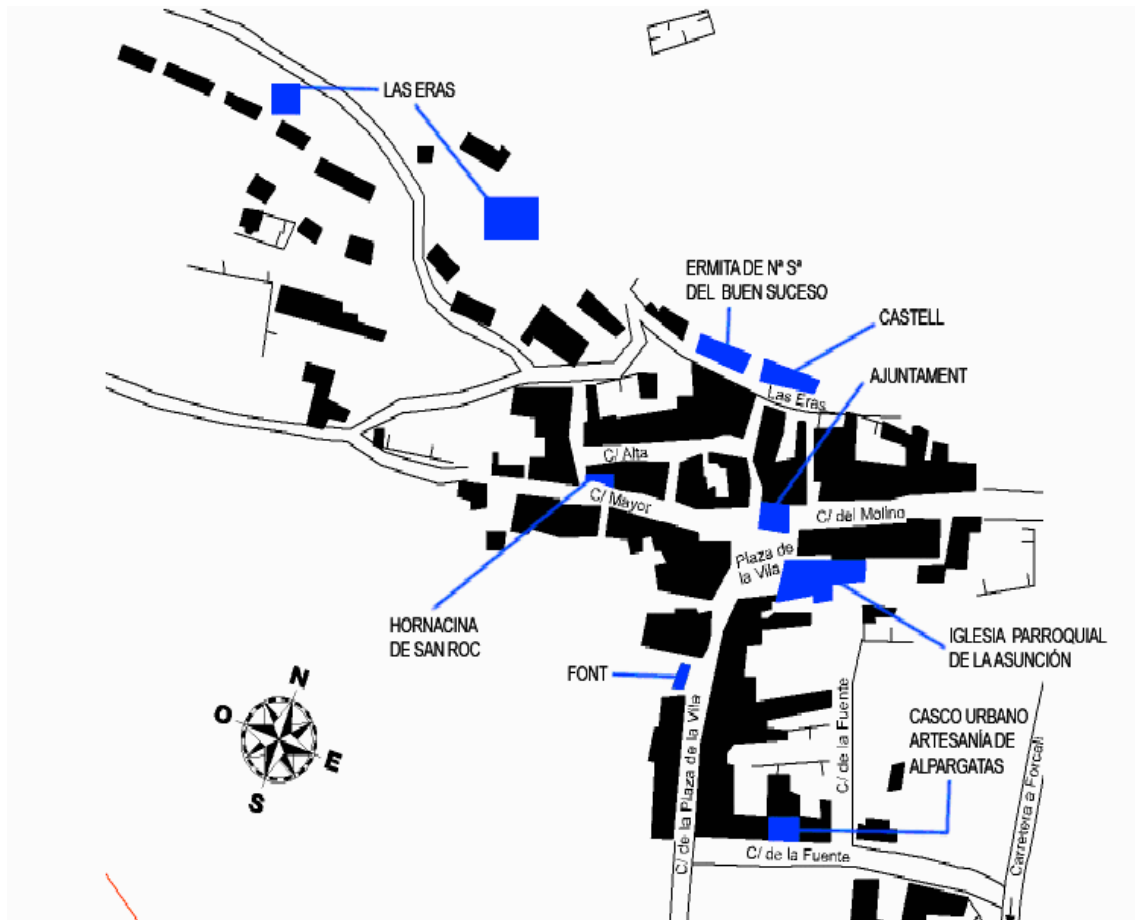 LAS ERAS
ERMITA DE Nª Sª
DEL BUEN SUCESO
CASTELL
AJUNTAMENT
Las Eras
C/ Alta
C/ Mayor
C/ del Molino
Plaza de
la Vila
HORNACINA
DE SAN ROC
IGLESIA PARROQUIAL
DE LA ASUNCIÓN
FONT
N
O
E
S
C/ de la Plaza de la Vila
C/ de la Fuente
CASCO URBANO
ARTESANÍA DE
ALPARGATAS
Carretera a Forcall
C/ de la Fuente